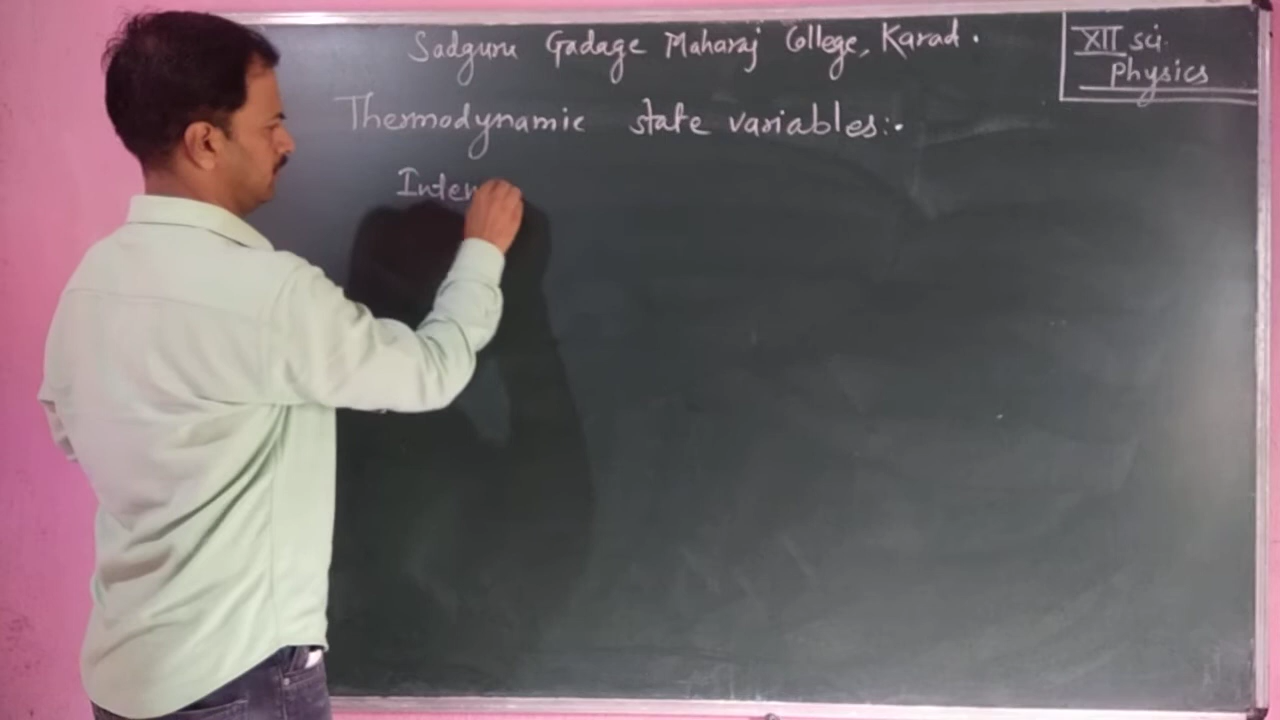 Sadguru Gadage Maharaj College, Karad.
XII sci.
Physics
Thermodynamic state variables:-
Inter